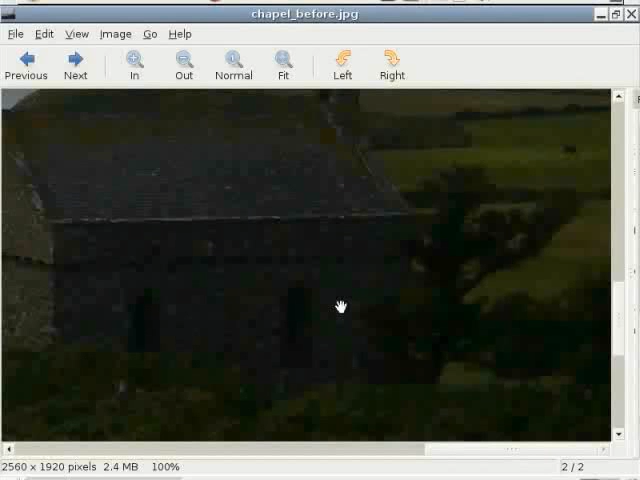 chapel_before.jpg
File Edit View Image Go Help
Previous Next In Out Normal Fit Left Right
2560 x 1920 pixels 2.4 MB 100% 2 / 2